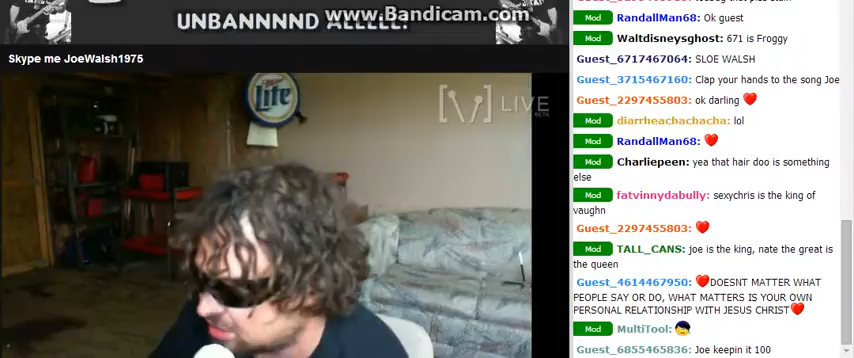 UNBANNNND
www.Bandicam.com
Skype me JoeWalsh1975
Lite
LIVE
BETA
Mod RandallMan68: Ok guest
Mod Waltdisneysghost: 671 is Froggy
Guest_6717467064: SLOE WALSH
Guest_3715467160: Clap your hands to the song Joe
Guest_2297455803: ok darling ❤
Mod diarrheachachacha: lol
Mod RandallMan68: ❤
Mod Charliepeen: yea that hair doo is something
else
Mod fatvinnydabully: sexychris is the king of
vaughn
Guest_2297455803: ❤
Mod TALL_CANS: joe is the king, nate the great is
the queen
Guest_4614467950: ❤DOESNT MATTER WHAT
PEOPLE SAY OR DO, WHAT MATTERS IS YOUR OWN
PERSONAL RELATIONSHIP WITH JESUS CHRIST❤
Mod MultiTool:
Guest_6855465836: Joe keepin it 100